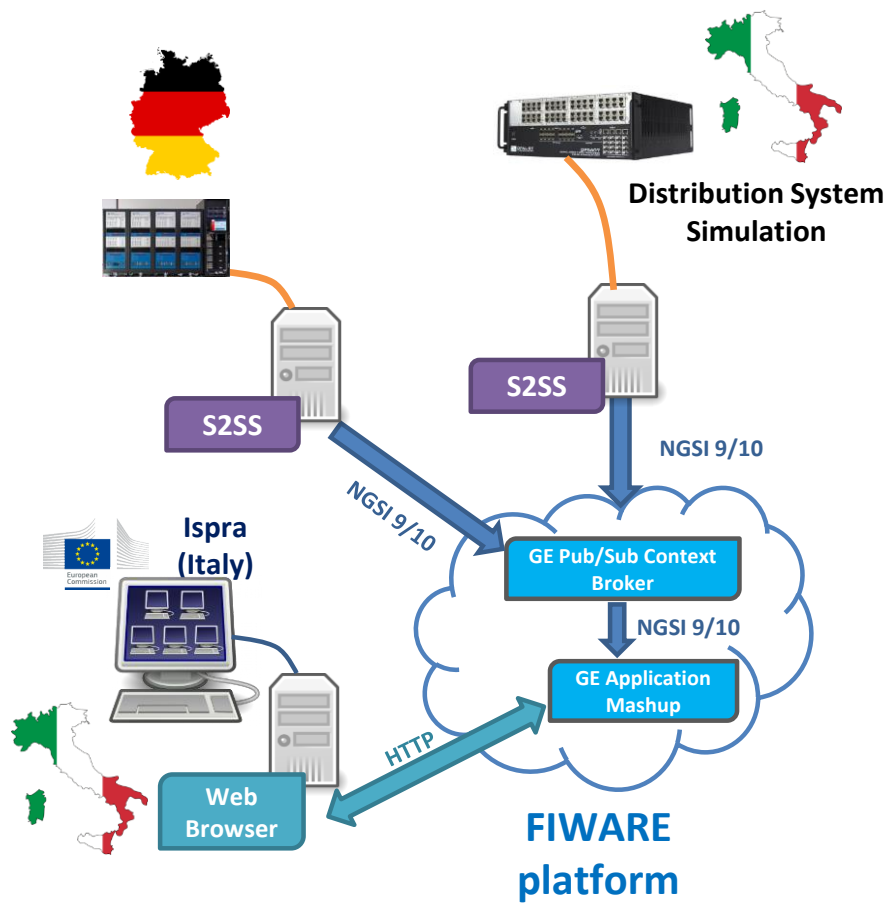 Distribution System
Simulation
S2SS
S2SS
NGSI 9/10
NGSI 9/10
Ispra
(Italy)
European
Commission
GE Pub/Sub Context
Broker
NGSI 9/10
GE Application
Mashup
HTTP
Web
Browser
FIWARE
platform